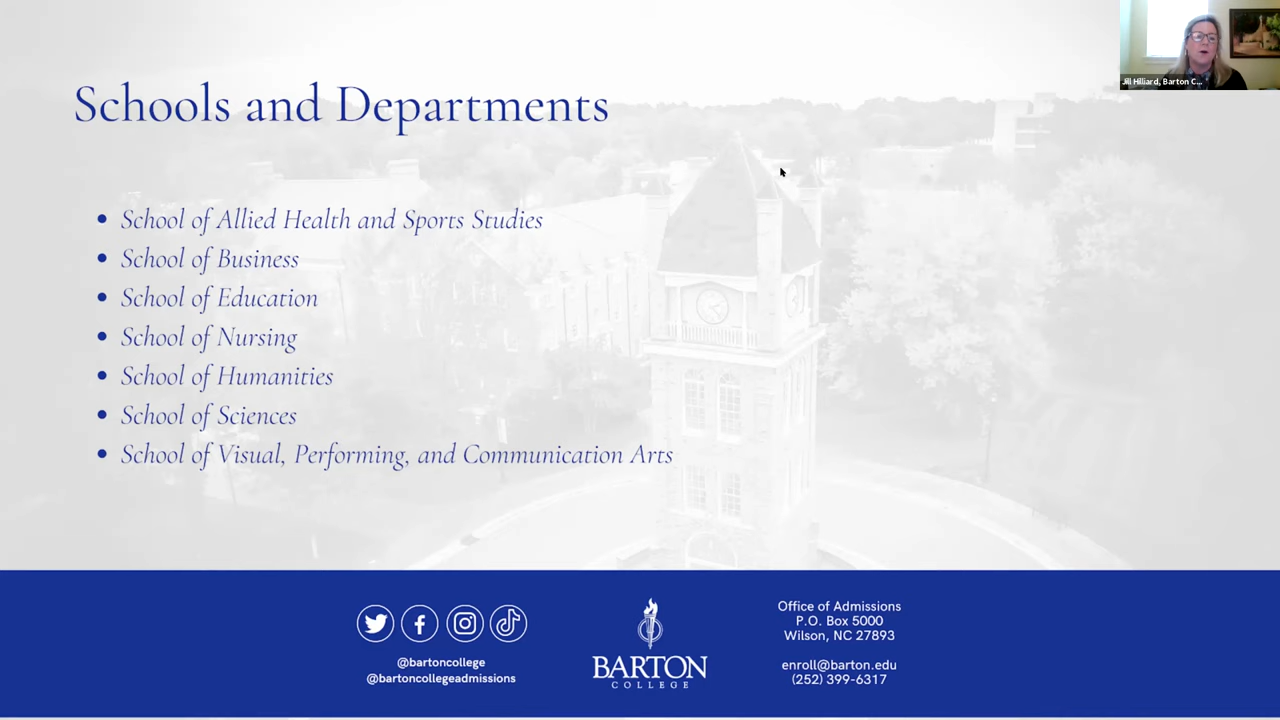 Jill Hilliard, Barton C...
Schools and Departments
• School of Allied Health and Sports Studies
• School of Business
• School of Education
• School of Nursing
• School of Humanities
• School of Sciences
• School of Visual, Performing, and Communication Arts
@bartoncollege
@bartoncollegeadmissions
BARTON
COLLEGE
Office of Admissions
P.O. Box 5000
Wilson, NC 27893
enroll@barton.edu
(252) 399-6317